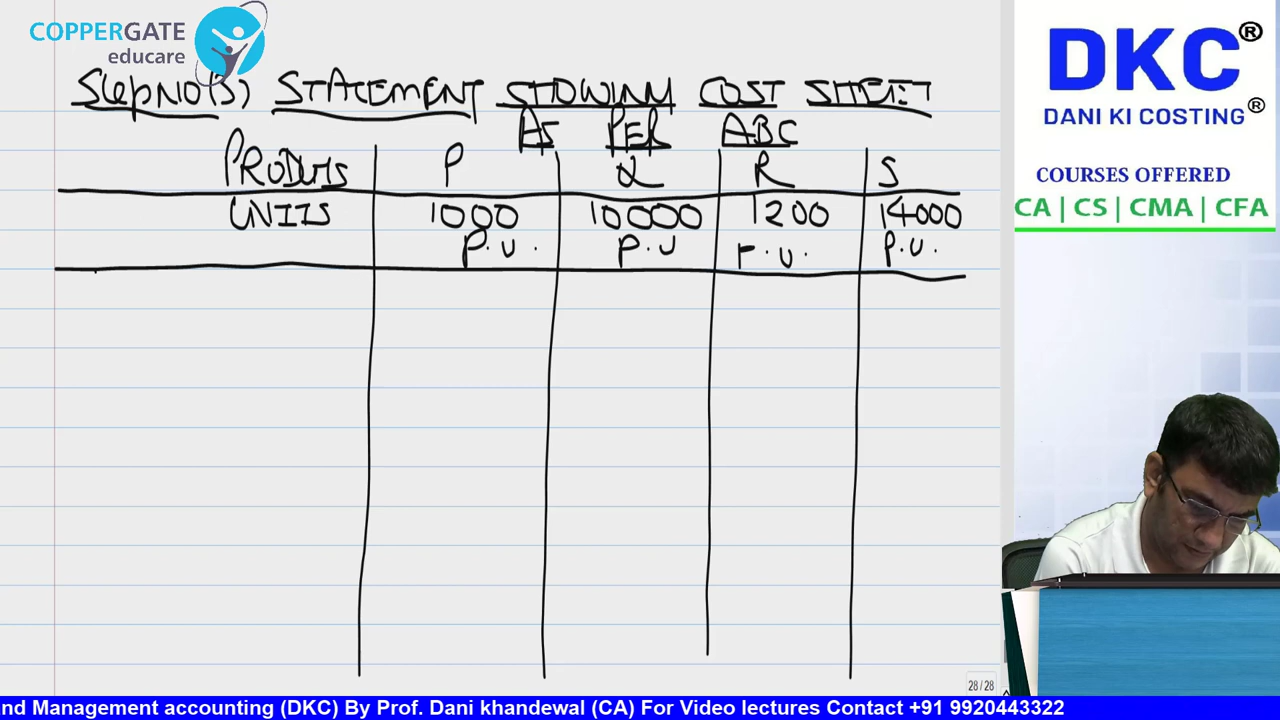 COPPERGATE
educare
Step NO(3) STATEMENT SHOWING COST SHEET
AS PER ABC
PRODUCTS P Q R S
UNITS 1000 10000 1200 14000
P.U. P.U P.U. P.U.
DKC®
DANI KI COSTING®
COURSES OFFERED
CA | CS | CMA | CFA
28 / 28
nd Management accounting (DKC) By Prof. Dani khandewal (CA) For Video lectures Contact +91 9920443322